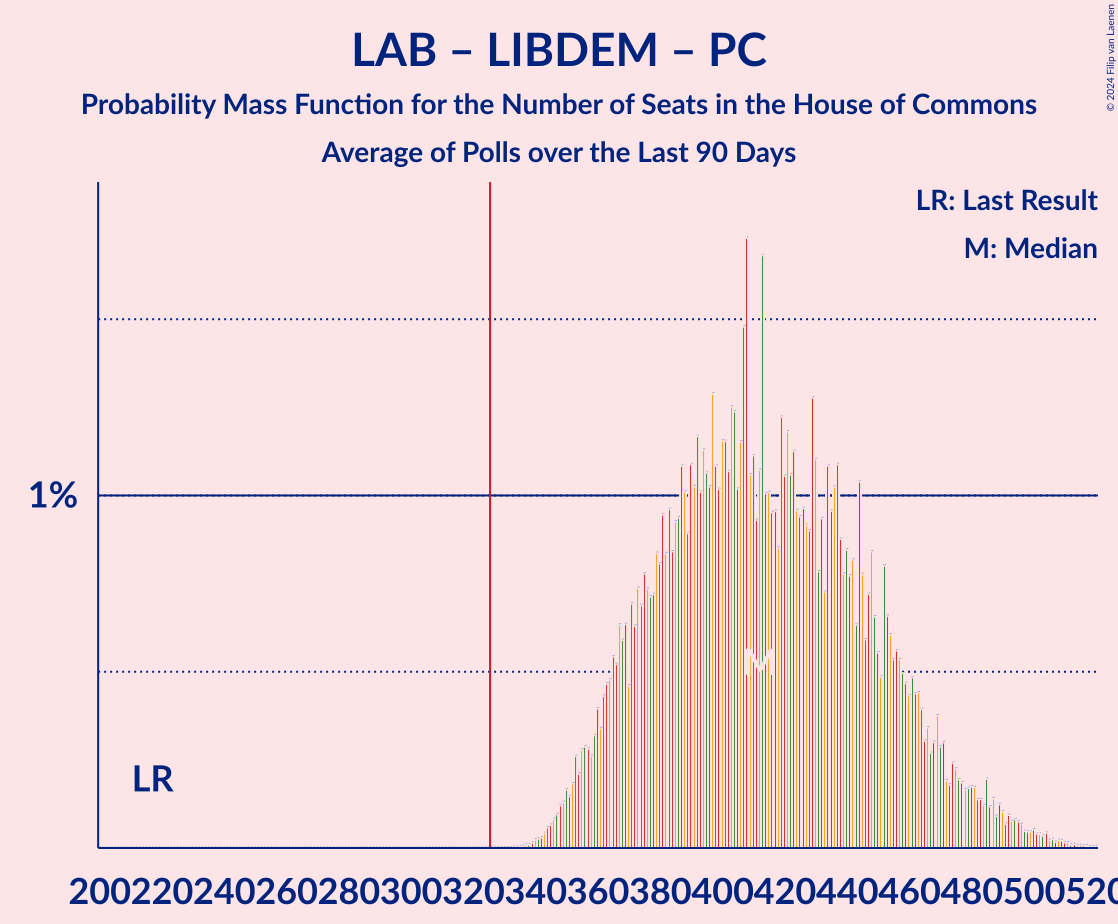 LAB – LIBDEM – PC
Probability Mass Function for the Number of Seats in the House of Commons
Average of Polls over the Last 90 Days
© 2024 Filip van Laenen
LR: Last Result
M: Median
1%
M
LR
200220240260280300320340360380400420440460480500520